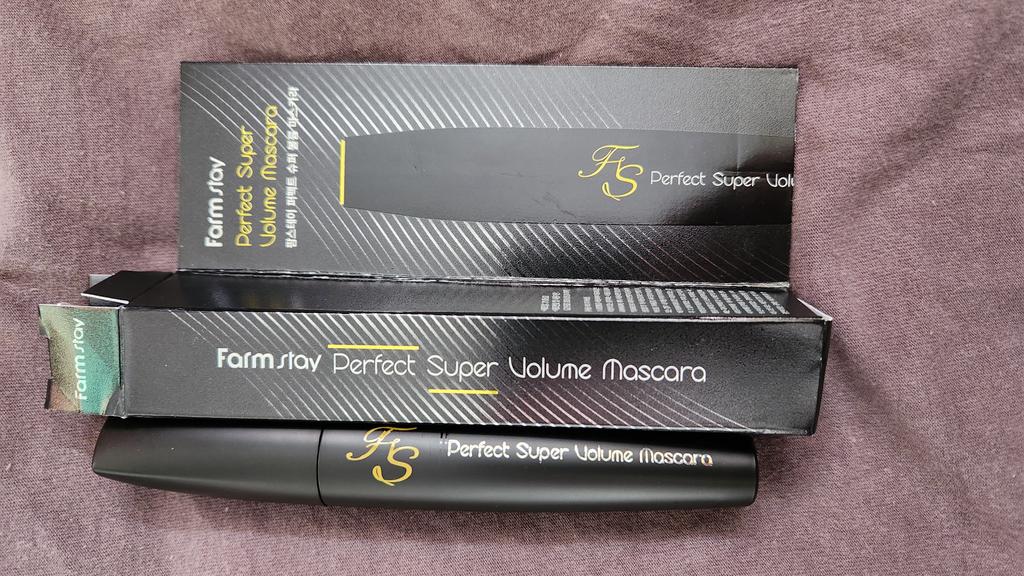 Farm stay
Perfect Super
Volume Mascara
팜스테이 퍼펙트 슈퍼 볼륨 마스카라
FS
Perfect Super Volu
Farm stay
Farm stay Perfect Super Volume Mascara
FS
"Perfect Super Volume Mascara